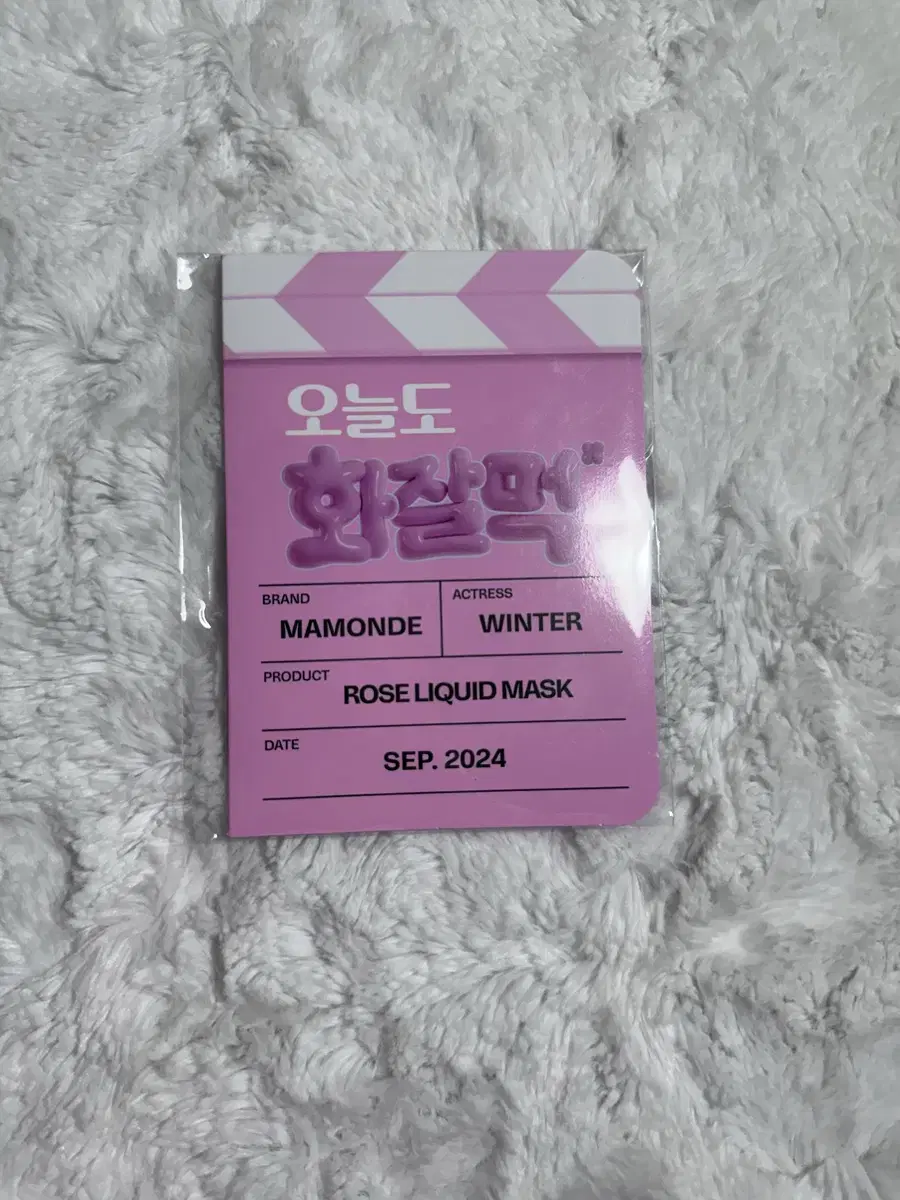 오늘도
화잘먹"
BRAND
MAMONDE
ACTRESS
WINTER
PRODUCT
ROSE LIQUID MASK
DATE
SEP. 2024